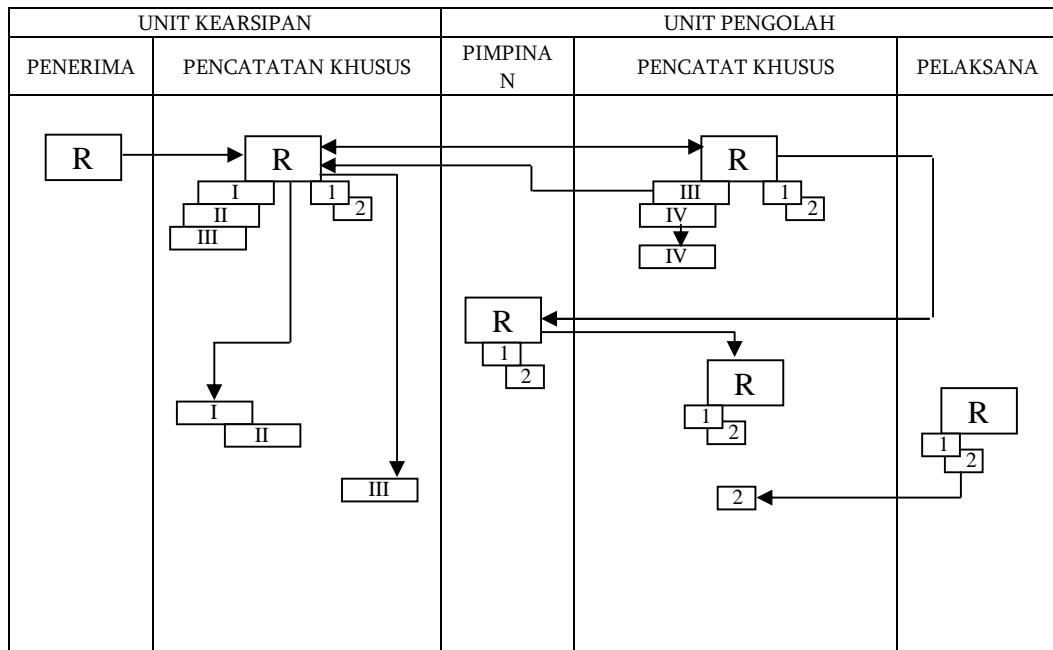 UNIT KEARSIPAN
UNIT PENGOLAH
PENERIMA
PENCATATAN KHUSUS
PIMPINA
N
PENCATAT KHUSUS
PELAKSANA
R
R
R
I
1
III
1
II
2
IV
2
III
IV
R
1
2
R
1
2
R
1
2
I
II
III
2